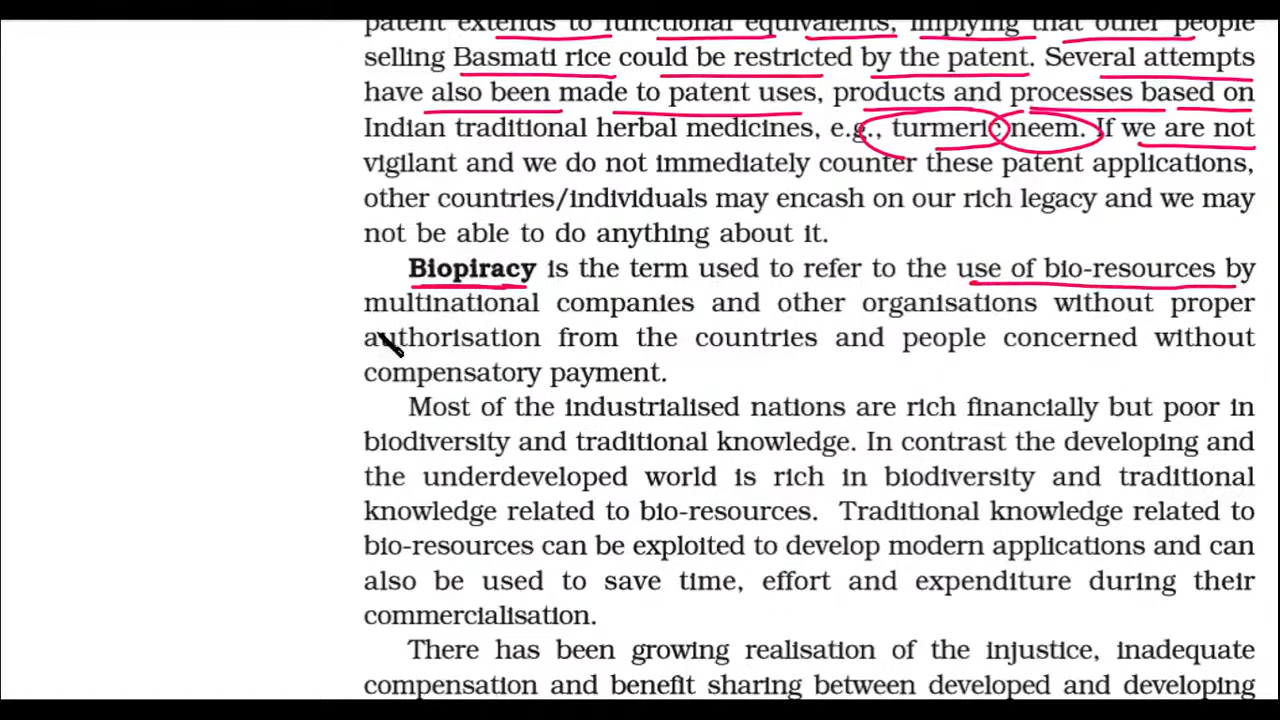 patent extends to functional equivalents, implying that other people
selling Basmati rice could be restricted by the patent. Several attempts
have also been made to patent uses, products and processes based on
Indian traditional herbal medicines, e.g., turmeric neem. If we are not
vigilant and we do not immediately counter these patent applications,
other countries/individuals may encash on our rich legacy and we may
not be able to do anything about it.
Biopiracy is the term used to refer to the use of bio-resources by
multinational companies and other organisations without proper
authorisation from the countries and people concerned without
compensatory payment.
Most of the industrialised nations are rich financially but poor in
biodiversity and traditional knowledge. In contrast the developing and
the underdeveloped world is rich in biodiversity and traditional
knowledge related to bio-resources. Traditional knowledge related to
bio-resources can be exploited to develop modern applications and can
also be used to save time, effort and expenditure during their
commercialisation.
There has been growing realisation of the injustice, inadequate
compensation and benefit sharing between developed and developing